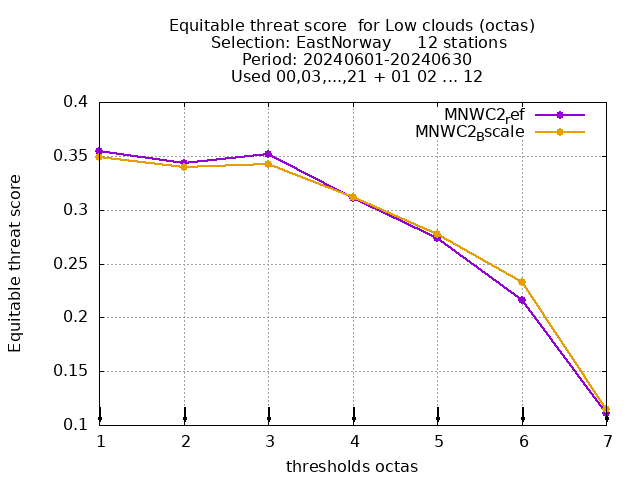 Equitable threat score  for Low clouds (octas)
Selection: EastNorway     12 stations
Period: 20240601-20240630
Used 00,03,...,21 + 01 02 ... 12
MNWC2ref
MNWC2Bscale
0.4
0.35
0.3
0.25
0.2
0.15
0.1
Equitable threat score
1 2 3 4 5 6 7
thresholds octas